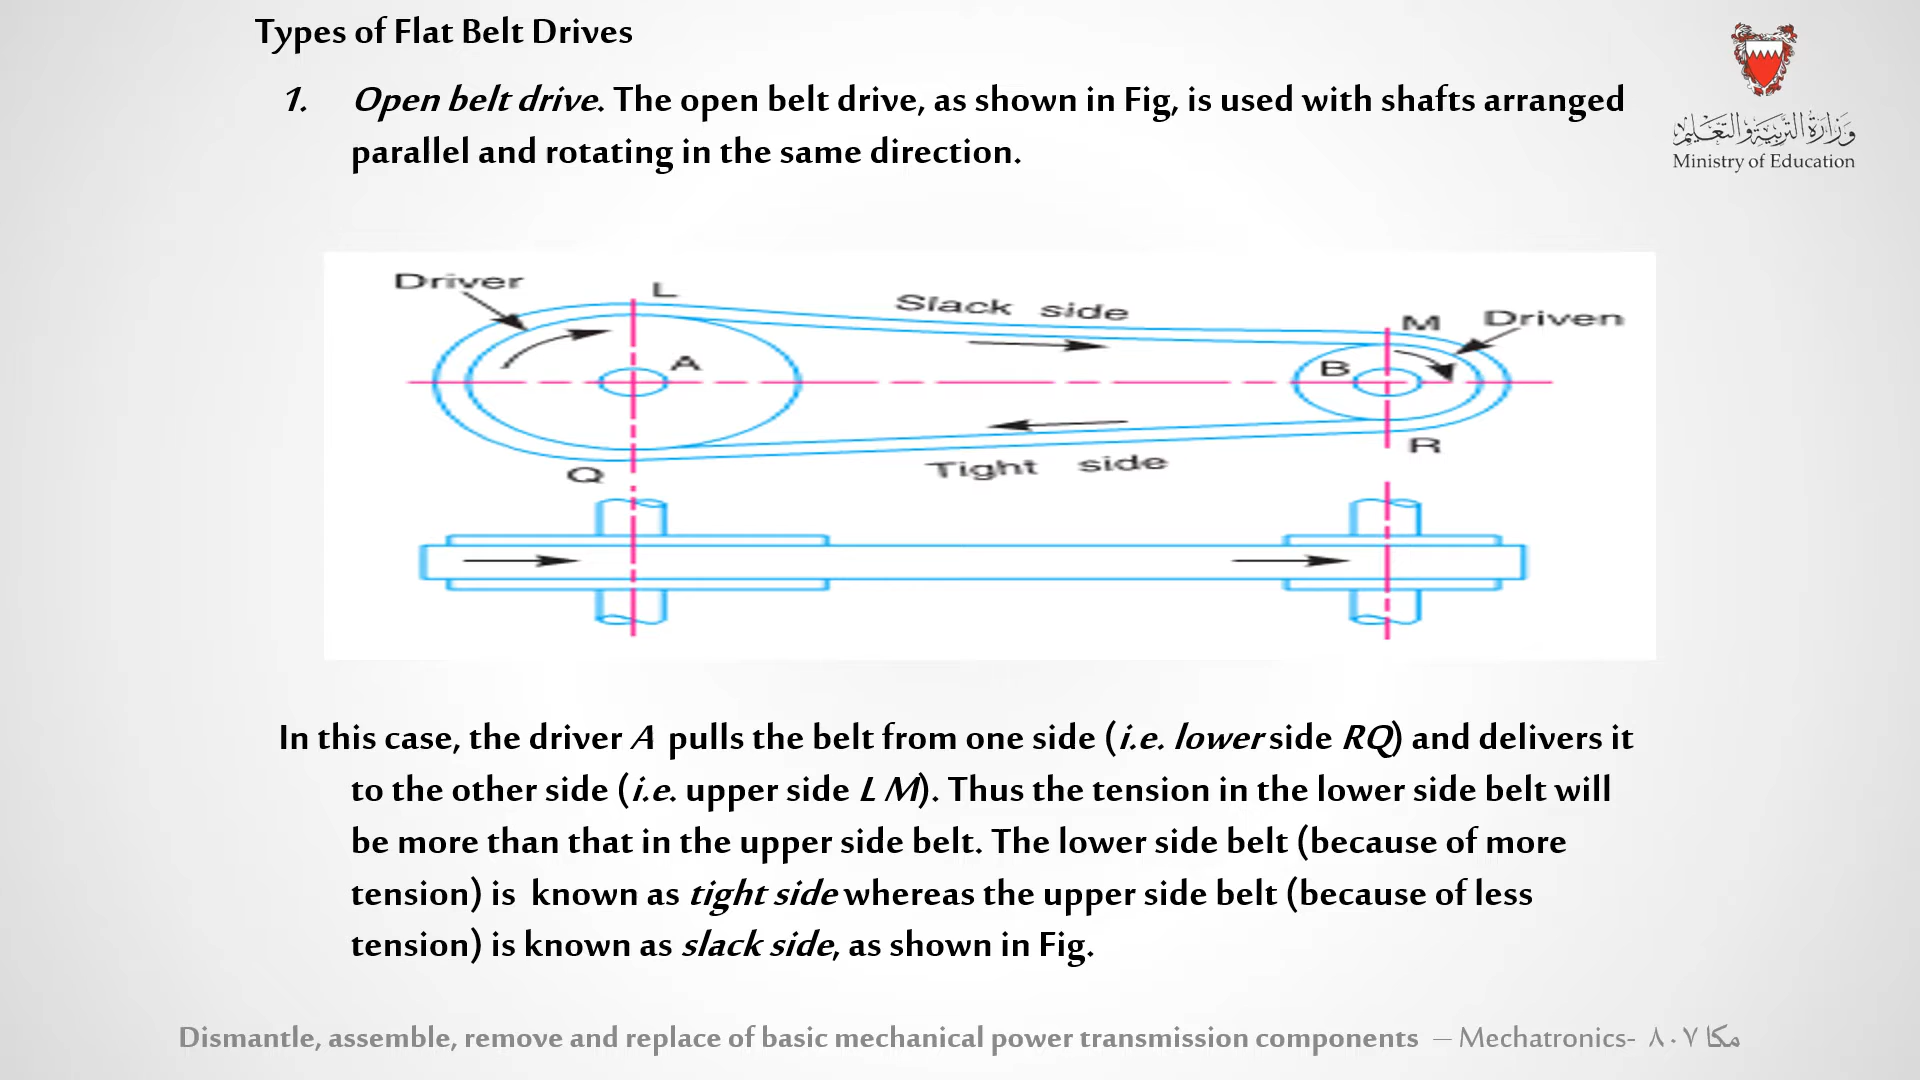 Types of Flat Belt Drives
1. Open belt drive. The open belt drive, as shown in Fig, is used with shafts arranged
parallel and rotating in the same direction.
وزارة التربية والتعليم
Ministry of Education
Driver
L
Slack side
M
Driven
A
B
Q
Tight side
R
In this case, the driver A pulls the belt from one side (i.e. lower side RQ) and delivers it
to the other side (i.e. upper side L M). Thus the tension in the lower side belt will
be more than that in the upper side belt. The lower side belt (because of more
tension) is known as tight side whereas the upper side belt (because of less
tension) is known as slack side, as shown in Fig.
Dismantle, assemble, remove and replace of basic mechanical power transmission components – Mechatronics- مكا ٨٠٧